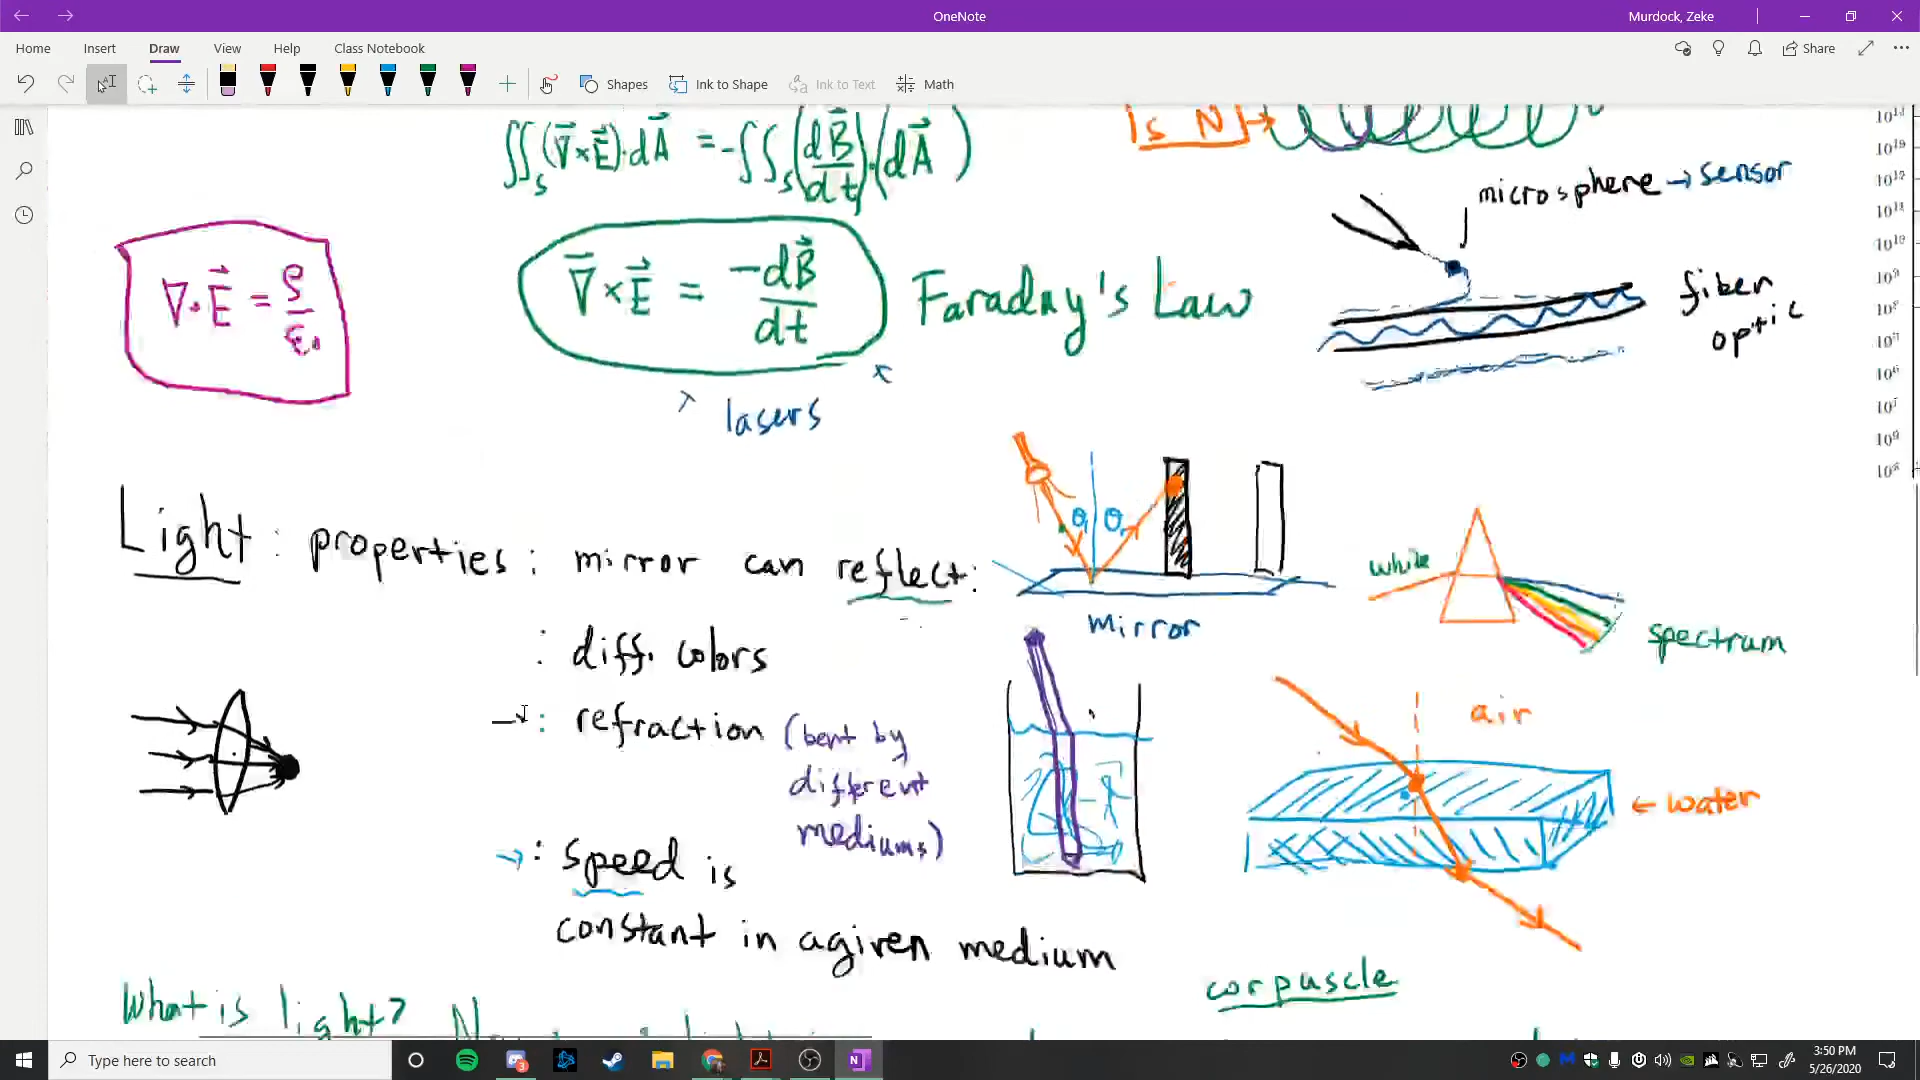 OneNote
Murdock, Zeke
Home Insert Draw View Help Class Notebook
Share
Shapes Ink to Shape Ink to Text Math
∬s (∇⃗×E⃗)·dA⃗ = -∬s (dB⃗/dt)·(dA⃗)
S N
microsphere → sensor
∇·E⃗ = ρ/ε₀
∇⃗×E⃗ = -dB⃗/dt Faraday's Law
fiber
optic
lasers
Light : properties : mirror can reflect :
θ θ
mirror
white
spectrum
: diff. colors
→ : refraction (bent by
different
mediums)
air
← water
→ : speed is
constant in a given medium
corpuscle
What is light?
Type here to search
3:50 PM
5/26/2020